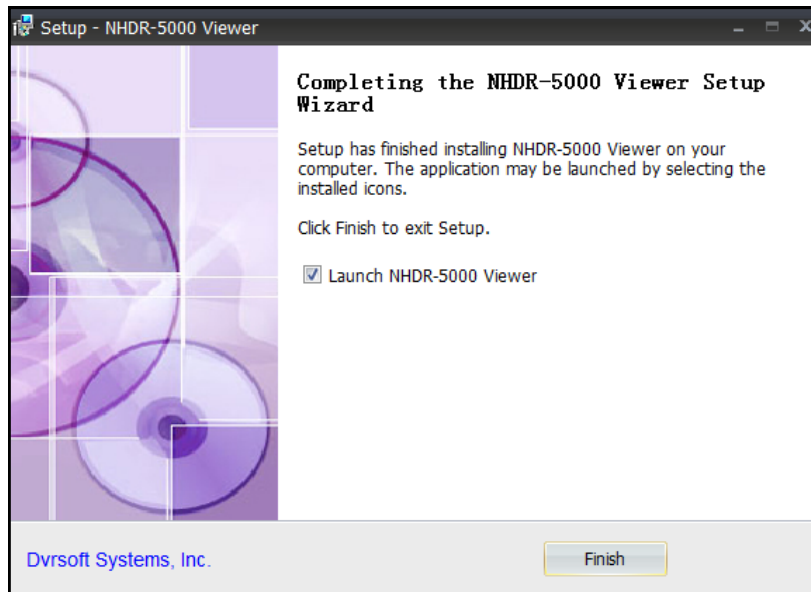 Setup - NHDR-5000 Viewer
Completing the NHDR-5000 Viewer Setup
Wizard
Setup has finished installing NHDR-5000 Viewer on your
computer. The application may be launched by selecting the
installed icons.
Click Finish to exit Setup.
Launch NHDR-5000 Viewer
Dvrsoft Systems, Inc.
Finish